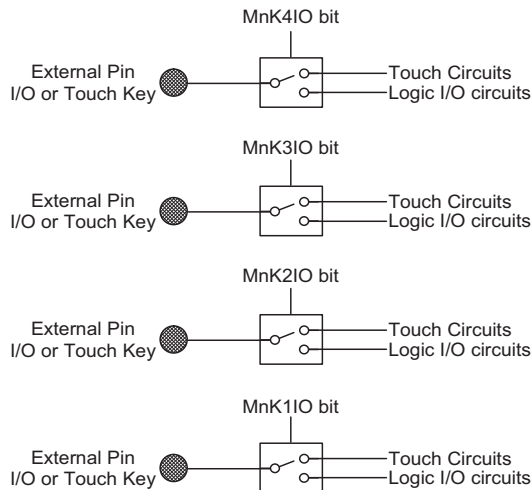 MnK4IO bit
External Pin
I/O or Touch Key
Touch Circuits
Logic I/O circuits
MnK3IO bit
External Pin
I/O or Touch Key
Touch Circuits
Logic I/O circuits
MnK2IO bit
External Pin
I/O or Touch Key
Touch Circuits
Logic I/O circuits
MnK1IO bit
External Pin
I/O or Touch Key
Touch Circuits
Logic I/O circuits